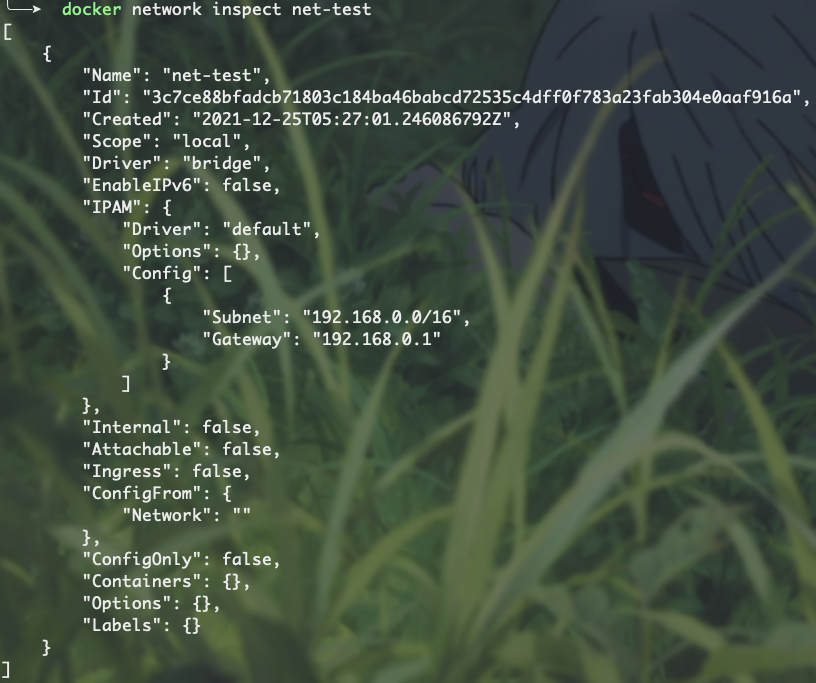 ╰─➤ docker network inspect net-test
[
    {
        "Name": "net-test",
        "Id": "3c7ce88bfadcb71803c184ba46babcd72535c4dff0f783a23fab304e0aaf916a",
        "Created": "2021-12-25T05:27:01.246086792Z",
        "Scope": "local",
        "Driver": "bridge",
        "EnableIPv6": false,
        "IPAM": {
            "Driver": "default",
            "Options": {},
            "Config": [
                {
                    "Subnet": "192.168.0.0/16",
                    "Gateway": "192.168.0.1"
                }
            ]
        },
        "Internal": false,
        "Attachable": false,
        "Ingress": false,
        "ConfigFrom": {
            "Network": ""
        },
        "ConfigOnly": false,
        "Containers": {},
        "Options": {},
        "Labels": {}
    }
]